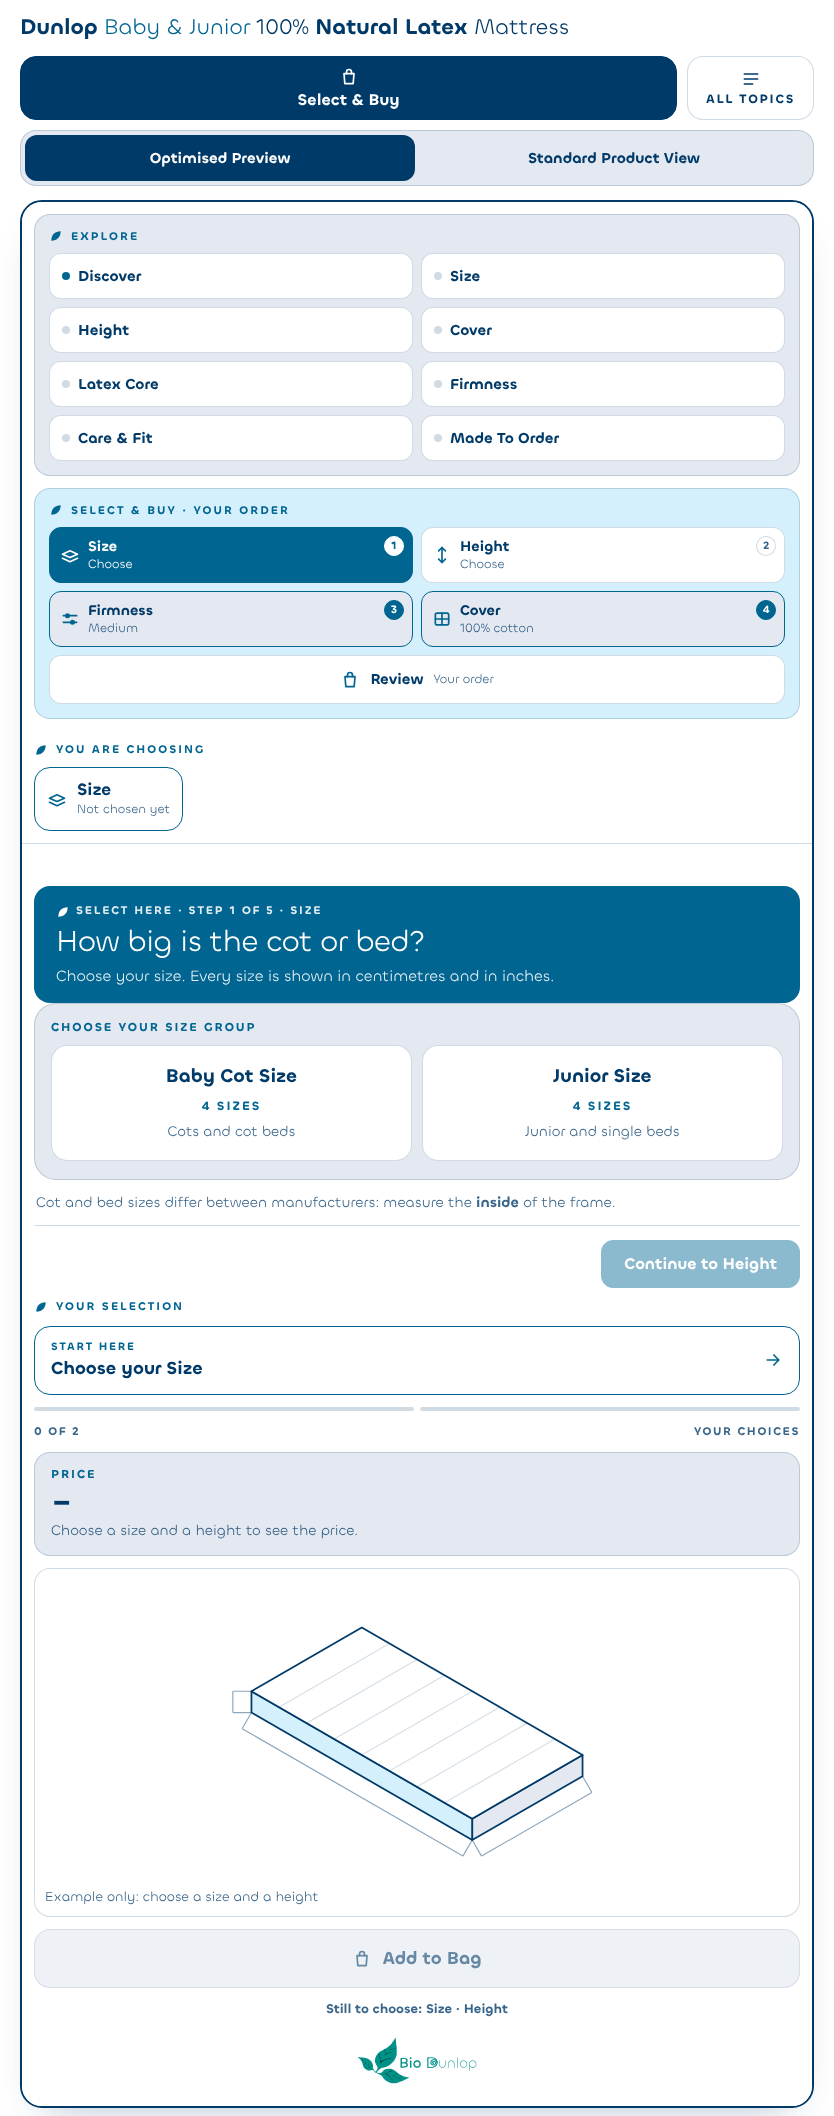 Dunlop Baby & Junior 100% Natural Latex Mattress
Select & Buy
ALL TOPICS
Optimised Preview
Standard Product View
EXPLORE
Discover
Size
Height
Cover
Latex Core
Firmness
Care & Fit
Made To Order
SELECT & BUY · YOUR ORDER
Size
Choose
1
Height
Choose
2
Firmness
Medium
3
Cover
100% cotton
4
Review Your order
YOU ARE CHOOSING
Size
Not chosen yet
SELECT HERE · STEP 1 OF 5 · SIZE
How big is the cot or bed?
Choose your size. Every size is shown in centimetres and in inches.
CHOOSE YOUR SIZE GROUP
Baby Cot Size
4 SIZES
Cots and cot beds
Junior Size
4 SIZES
Junior and single beds
Cot and bed sizes differ between manufacturers: measure the inside of the frame.
Continue to Height
YOUR SELECTION
START HERE
Choose your Size
0 OF 2
YOUR CHOICES
PRICE
–
Choose a size and a height to see the price.
Example only: choose a size and a height
Add to Bag
Still to choose: Size · Height
Bio Dunlop